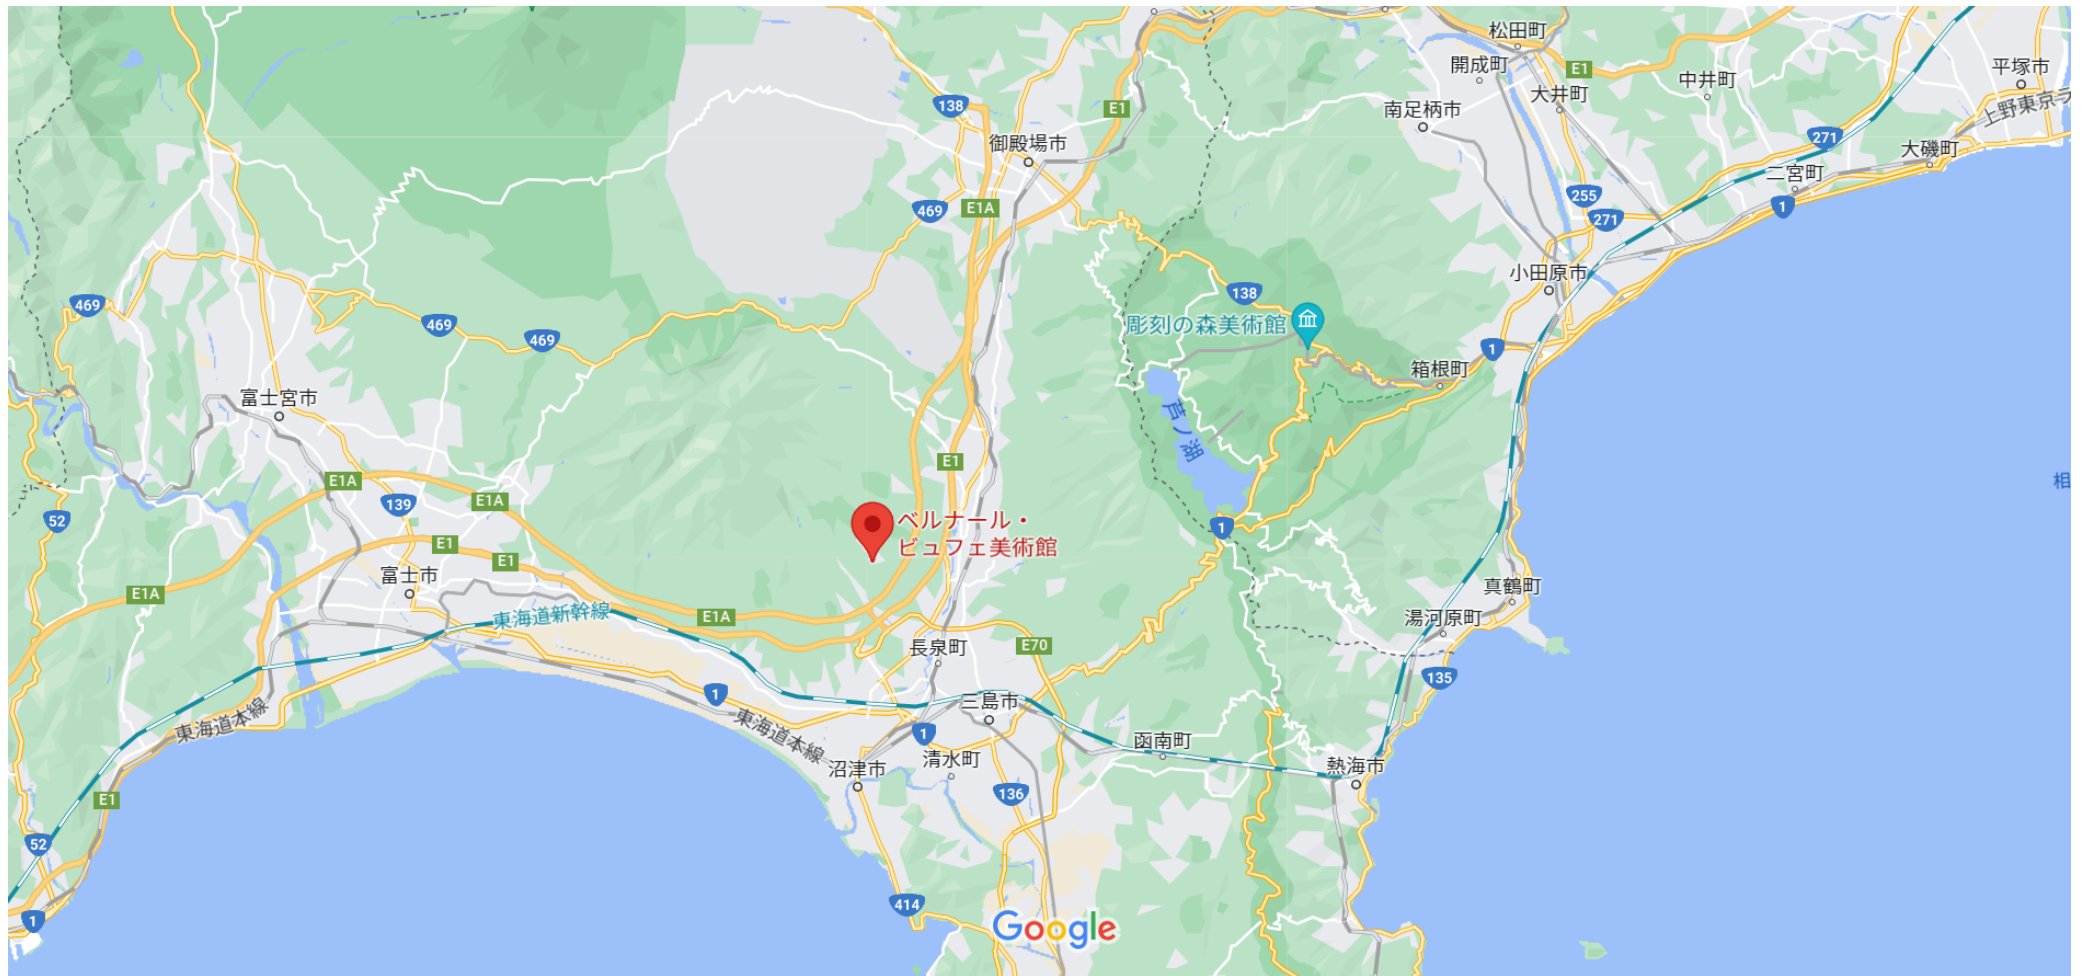 松田町
開成町
E1
中井町
平塚市
138
E1
大井町
南足柄市
御殿場市
271
大磯町
二宮町
255
469
E1A
271
1
小田原市
469
138
469
彫刻の森美術館
469
1
箱根町
富士宮市
芦ノ湖
E1
E1A
E1A
139
相
52
ベルナール・
ビュフェ美術館
1
E1
E1
富士市
真鶴町
E1A
東海道新幹線
E1A
湯河原町
長泉町
E70
135
1
三島市
東海道本線
東海道本線
1
函南町
清水町
沼津市
熱海市
136
E1
52
414
1
Google